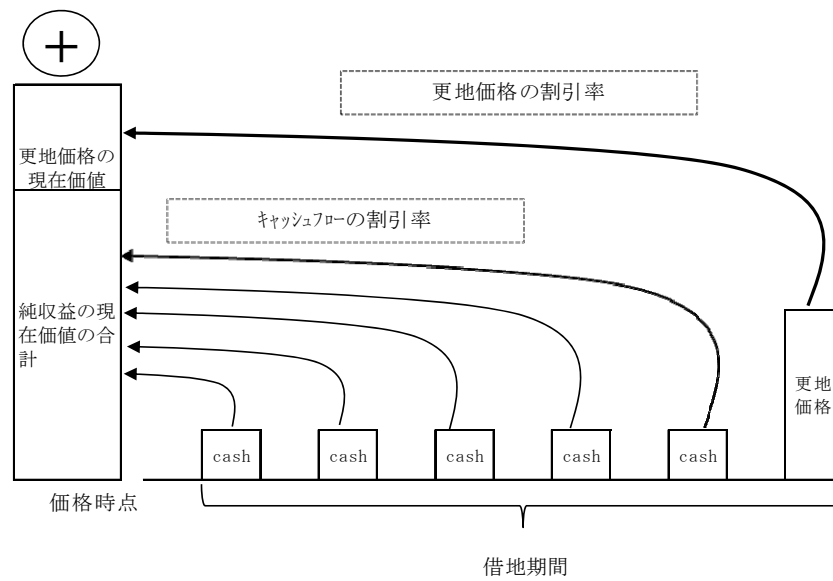 ＋
更地価格の割引率
更地価格の
現在価値
ｷｬｯｼｭﾌﾛｰの割引率
純収益の現
在価値の合
計
更地
価格
cash
cash
cash
cash
cash
価格時点
借地期間